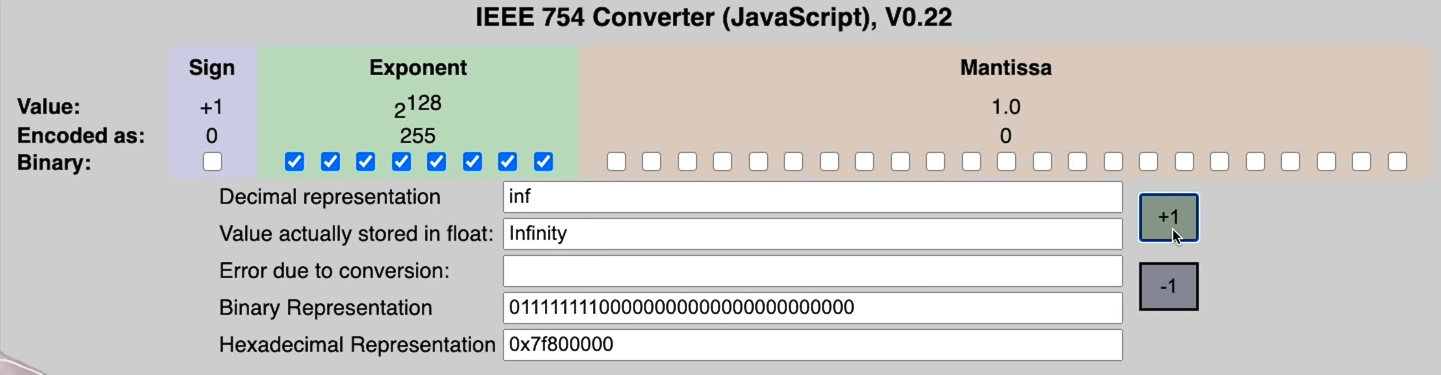 IEEE 754 Converter (JavaScript), V0.22
Sign Exponent Mantissa
Value: +1 2^128 1.0
Encoded as: 0 255 0
Binary:
Decimal representation inf
+1
Value actually stored in float: Infinity
Error due to conversion:
-1
Binary Representation 01111111100000000000000000000000
Hexadecimal Representation 0x7f800000